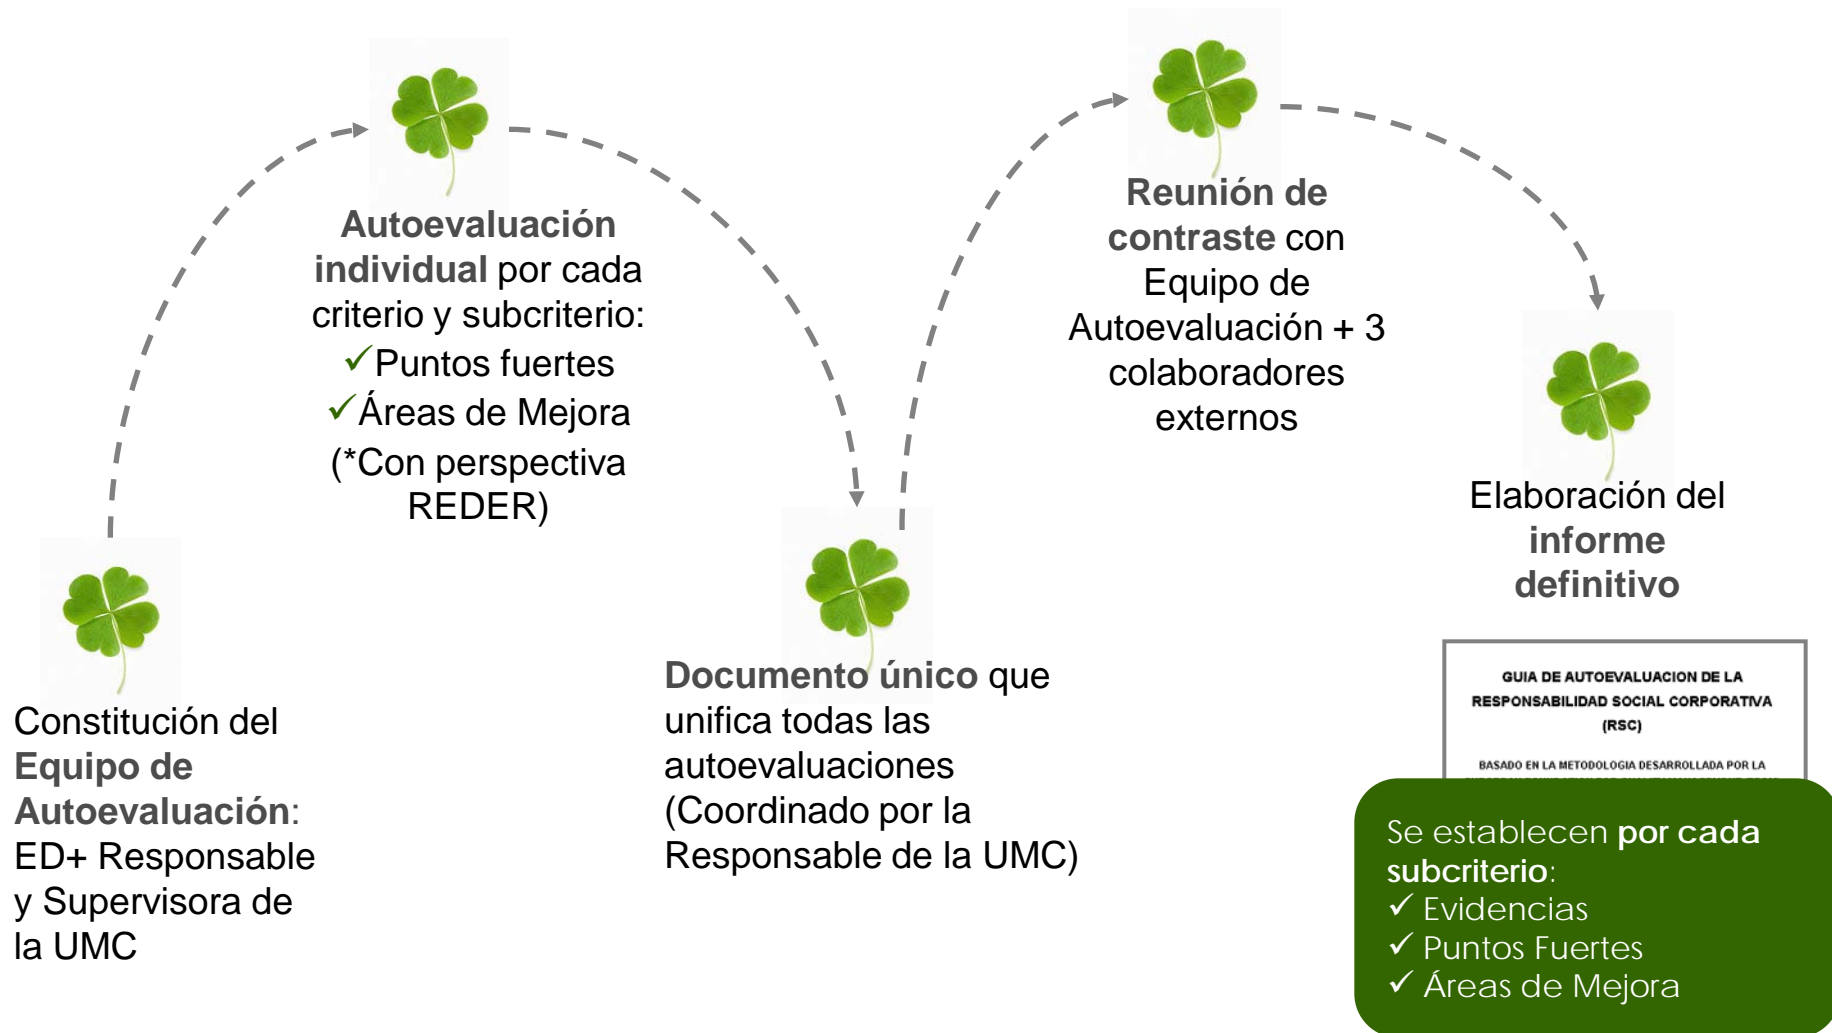 Constitución del
Equipo de
Autoevaluación:
ED+ Responsable
y Supervisora de
la UMC
Autoevaluación
individual por cada
criterio y subcriterio:
✓Puntos fuertes
✓Áreas de Mejora
(*Con perspectiva
REDER)
Documento único que
unifica todas las
autoevaluaciones
(Coordinado por la
Responsable de la UMC)
Reunión de
contraste con
Equipo de
Autoevaluación + 3
colaboradores
externos
Elaboración del
informe
definitivo
GUIA DE AUTOEVALUACION DE LA
RESPONSABILIDAD SOCIAL CORPORATIVA
(RSC)
BASADO EN LA METODOLOGIA DESARROLLADA POR LA
Se establecen por cada
subcriterio:
✓ Evidencias
✓ Puntos Fuertes
✓ Áreas de Mejora